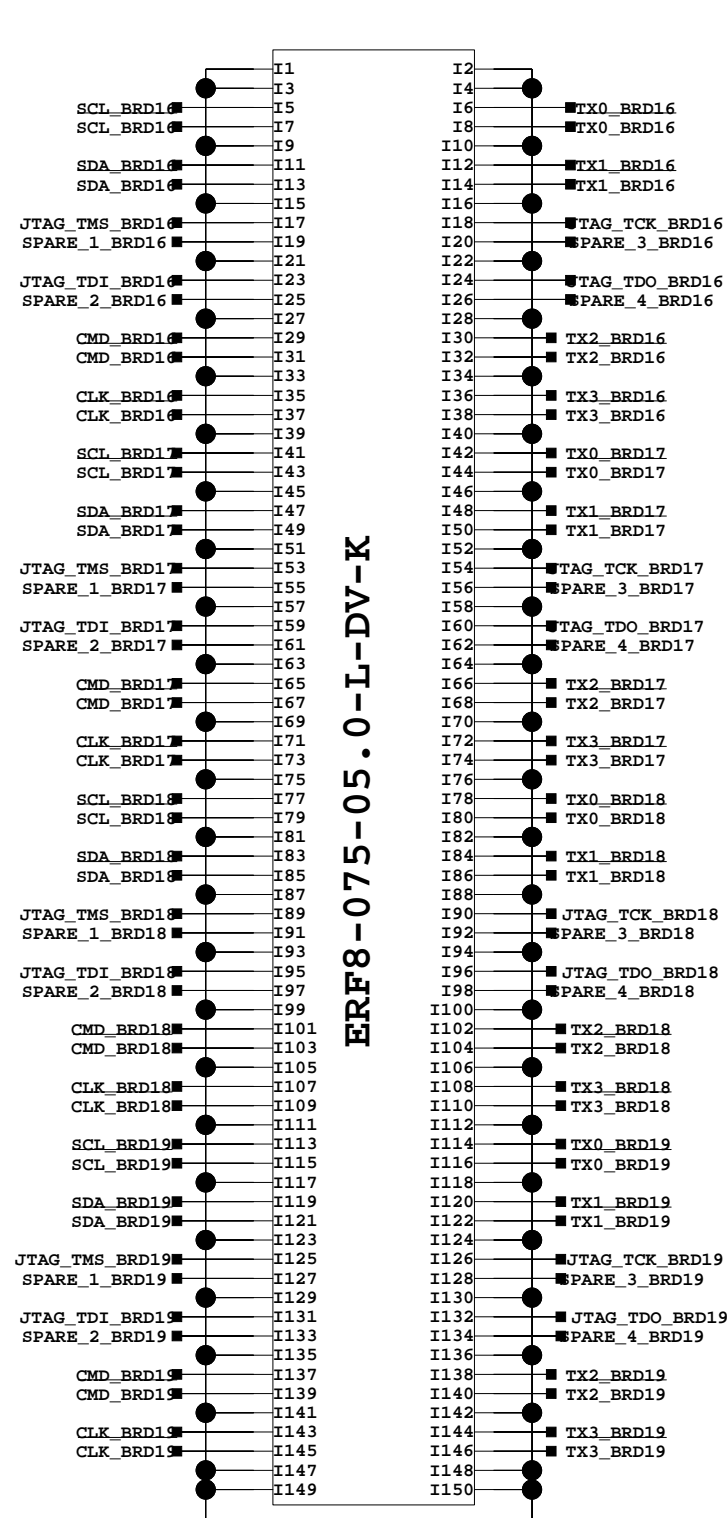 I1 I2
I3 I4
SCL_BRD16 I5 I6 TX0_BRD16
SCL_BRD16 I7 I8 TX0_BRD16
I9 I10
SDA_BRD16 I11 I12 TX1_BRD16
SDA_BRD16 I13 I14 TX1_BRD16
I15 I16
JTAG_TMS_BRD16 I17 I18 JTAG_TCK_BRD16
SPARE_1_BRD16 I19 I20 SPARE_3_BRD16
I21 I22
JTAG_TDI_BRD16 I23 I24 JTAG_TDO_BRD16
SPARE_2_BRD16 I25 I26 SPARE_4_BRD16
I27 I28
CMD_BRD16 I29 I30 TX2_BRD16
CMD_BRD16 I31 I32 TX2_BRD16
I33 I34
CLK_BRD16 I35 I36 TX3_BRD16
CLK_BRD16 I37 I38 TX3_BRD16
I39 I40
SCL_BRD17 I41 I42 TX0_BRD17
SCL_BRD17 I43 I44 TX0_BRD17
I45 I46
SDA_BRD17 I47 I48 TX1_BRD17
SDA_BRD17 I49 I50 TX1_BRD17
I51 I52
JTAG_TMS_BRD17 I53 I54 JTAG_TCK_BRD17
SPARE_1_BRD17 I55 I56 SPARE_3_BRD17
I57 I58
JTAG_TDI_BRD17 I59 I60 JTAG_TDO_BRD17
SPARE_2_BRD17 I61 I62 SPARE_4_BRD17
I63 I64
CMD_BRD17 I65 I66 TX2_BRD17
CMD_BRD17 I67 I68 TX2_BRD17
I69 I70
CLK_BRD17 I71 I72 TX3_BRD17
CLK_BRD17 I73 I74 TX3_BRD17
I75 I76
SCL_BRD18 I77 I78 TX0_BRD18
SCL_BRD18 I79 I80 TX0_BRD18
I81 I82
SDA_BRD18 I83 I84 TX1_BRD18
SDA_BRD18 I85 I86 TX1_BRD18
I87 I88
JTAG_TMS_BRD18 I89 I90 JTAG_TCK_BRD18
SPARE_1_BRD18 I91 I92 SPARE_3_BRD18
I93 I94
JTAG_TDI_BRD18 I95 I96 JTAG_TDO_BRD18
SPARE_2_BRD18 I97 I98 SPARE_4_BRD18
I99 I100
CMD_BRD18 I101 I102 TX2_BRD18
CMD_BRD18 I103 I104 TX2_BRD18
I105 I106
CLK_BRD18 I107 I108 TX3_BRD18
CLK_BRD18 I109 I110 TX3_BRD18
I111 I112
SCL_BRD19 I113 I114 TX0_BRD19
SCL_BRD19 I115 I116 TX0_BRD19
I117 I118
SDA_BRD19 I119 I120 TX1_BRD19
SDA_BRD19 I121 I122 TX1_BRD19
I123 I124
JTAG_TMS_BRD19 I125 I126 JTAG_TCK_BRD19
SPARE_1_BRD19 I127 I128 SPARE_3_BRD19
I129 I130
JTAG_TDI_BRD19 I131 I132 JTAG_TDO_BRD19
SPARE_2_BRD19 I133 I134 SPARE_4_BRD19
I135 I136
CMD_BRD19 I137 I138 TX2_BRD19
CMD_BRD19 I139 I140 TX2_BRD19
I141 I142
CLK_BRD19 I143 I144 TX3_BRD19
CLK_BRD19 I145 I146 TX3_BRD19
I147 I148
I149 I150
ERF8-075-05.0-L-DV-K